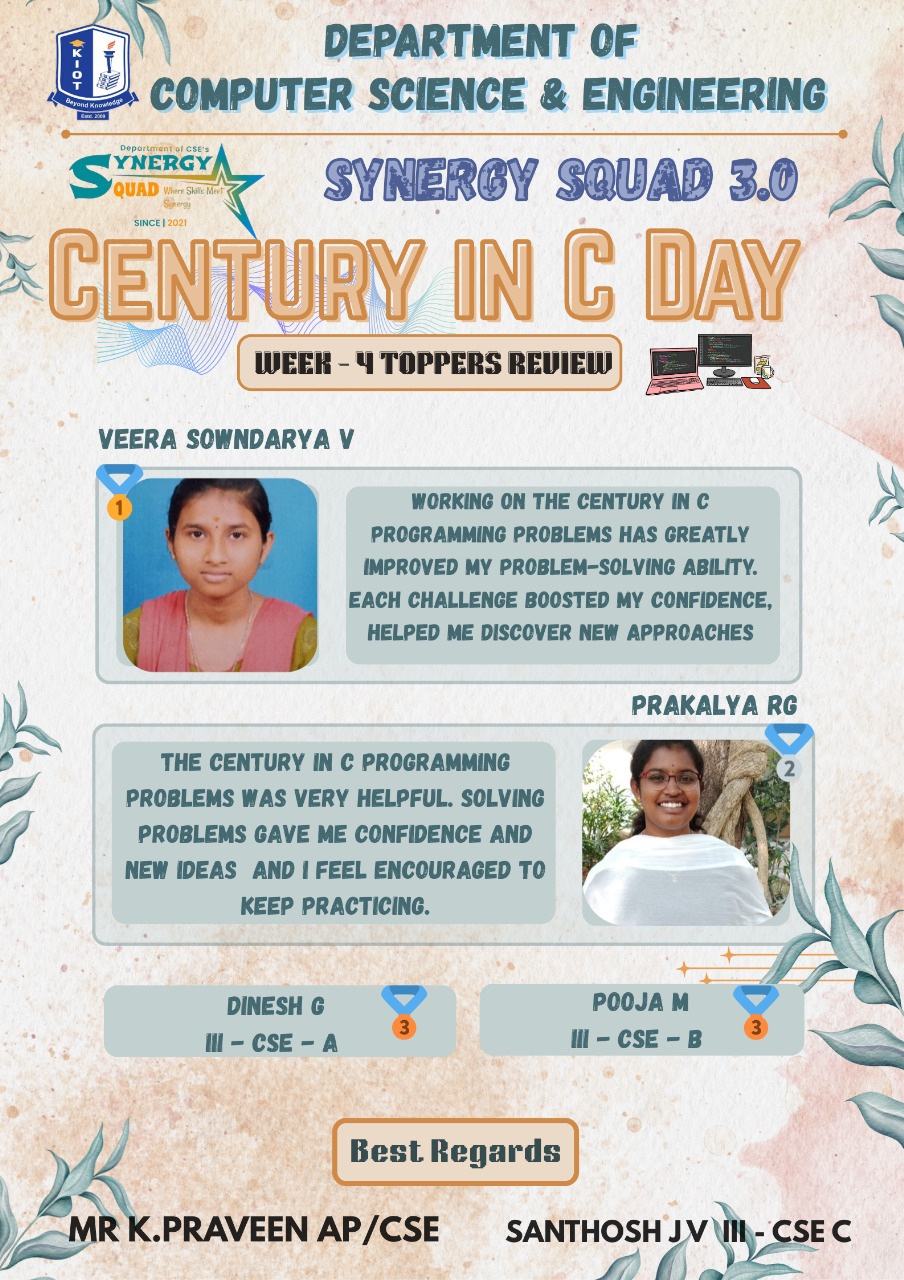 DEPARTMENT OF
COMPUTER SCIENCE & ENGINEERING
KIOT
Beyond Knowledge
Estd. 2009
Department of CSE's
SYNERGY
SQUAD Where Skills Meet
Synergy
SINCE | 2021
SYNERGY SQUAD 3.0
CENTURY IN C DAY
WEEK - 4 TOPPERS REVIEW
VEERA SOWNDARYA V
1
WORKING ON THE CENTURY IN C
PROGRAMMING PROBLEMS HAS GREATLY
IMPROVED MY PROBLEM-SOLVING ABILITY.
EACH CHALLENGE BOOSTED MY CONFIDENCE,
HELPED ME DISCOVER NEW APPROACHES
PRAKALYA RG
2
THE CENTURY IN C PROGRAMMING
PROBLEMS WAS VERY HELPFUL. SOLVING
PROBLEMS GAVE ME CONFIDENCE AND
NEW IDEAS AND I FEEL ENCOURAGED TO
KEEP PRACTICING.
DINESH G
III - CSE - A
3
POOJA M
III - CSE - B
3
Best Regards
MR K.PRAVEEN AP/CSE
SANTHOSH J V III - CSE C